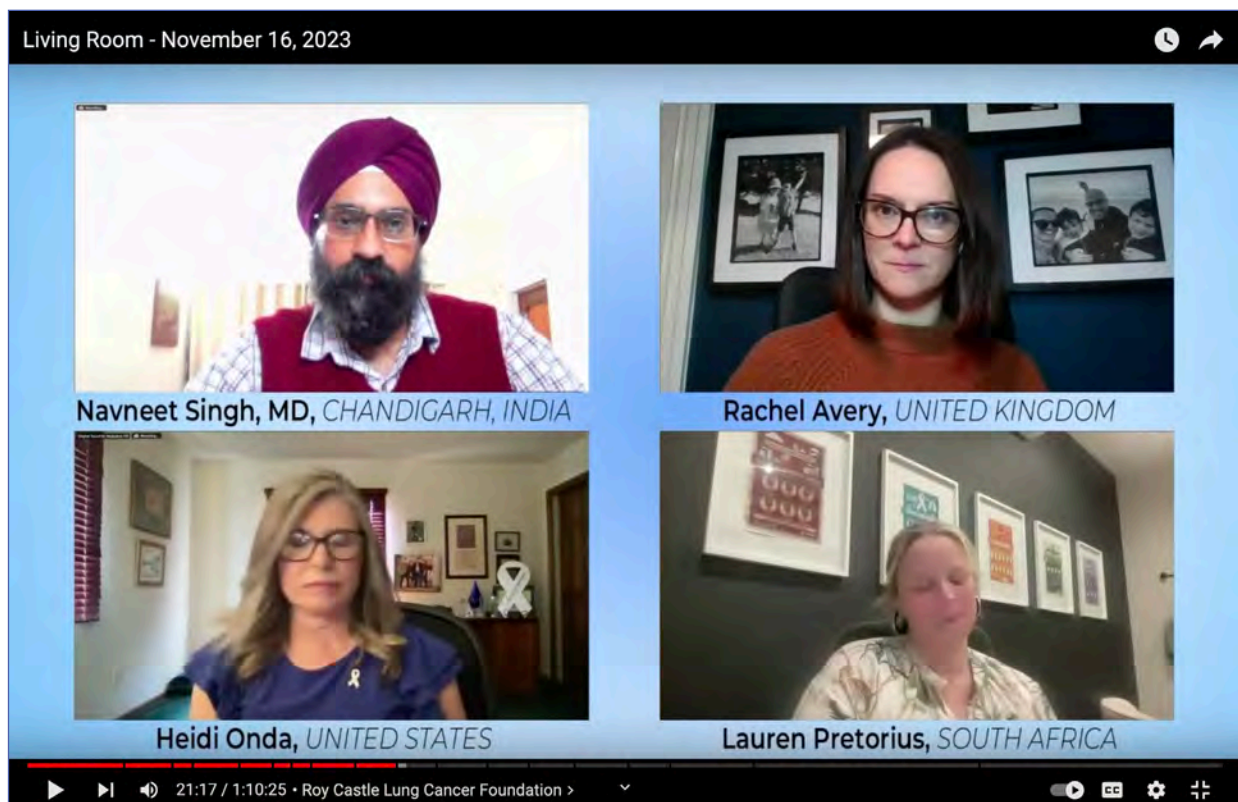 Living Room - November 16, 2023
Navneet Singh, MD, CHANDIGARH, INDIA
Rachel Avery, UNITED KINGDOM
Heidi Onda, UNITED STATES
Lauren Pretorius, SOUTH AFRICA
21:17 / 1:10:25 • Roy Castle Lung Cancer Foundation >
CC